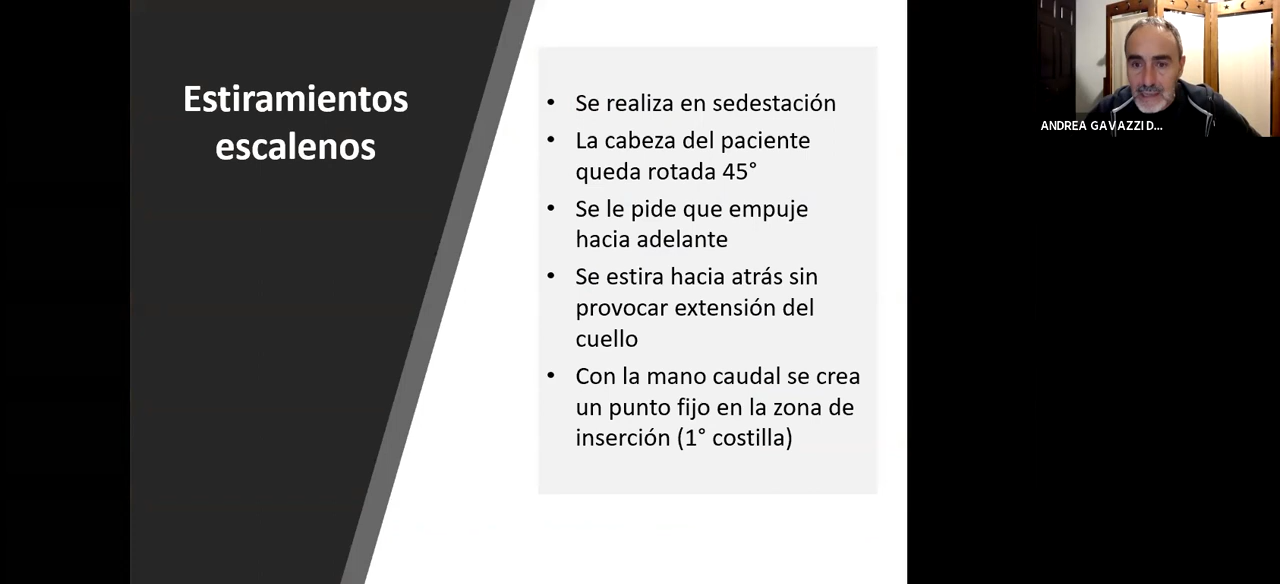 Estiramientos
escalenos
• Se realiza en sedestación
• La cabeza del paciente
queda rotada 45°
• Se le pide que empuje
hacia adelante
• Se estira hacia atrás sin
provocar extensión del
cuello
• Con la mano caudal se crea
un punto fijo en la zona de
inserción (1° costilla)
ANDREA GAVAZZI D...